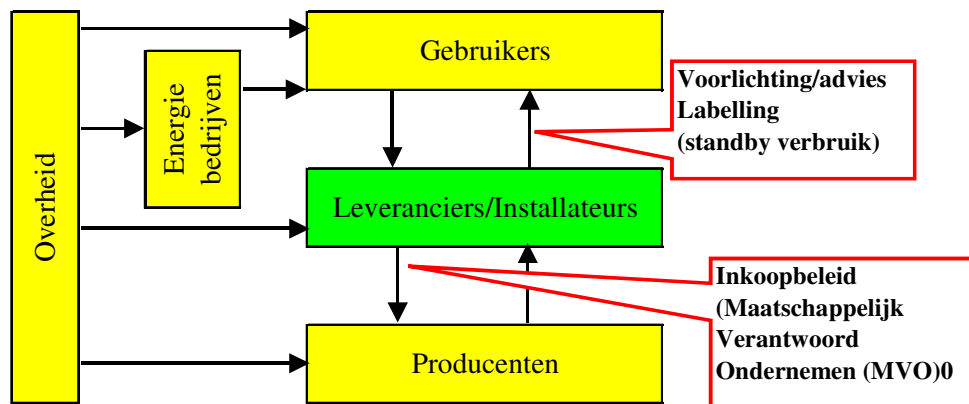 Overheid
Energie
bedrijven
Gebruikers
Voorlichting/advies
Labelling
(standby verbruik)
Leveranciers/Installateurs
Inkoopbeleid
(Maatschappelijk
Verantwoord
Ondernemen (MVO)0
Producenten